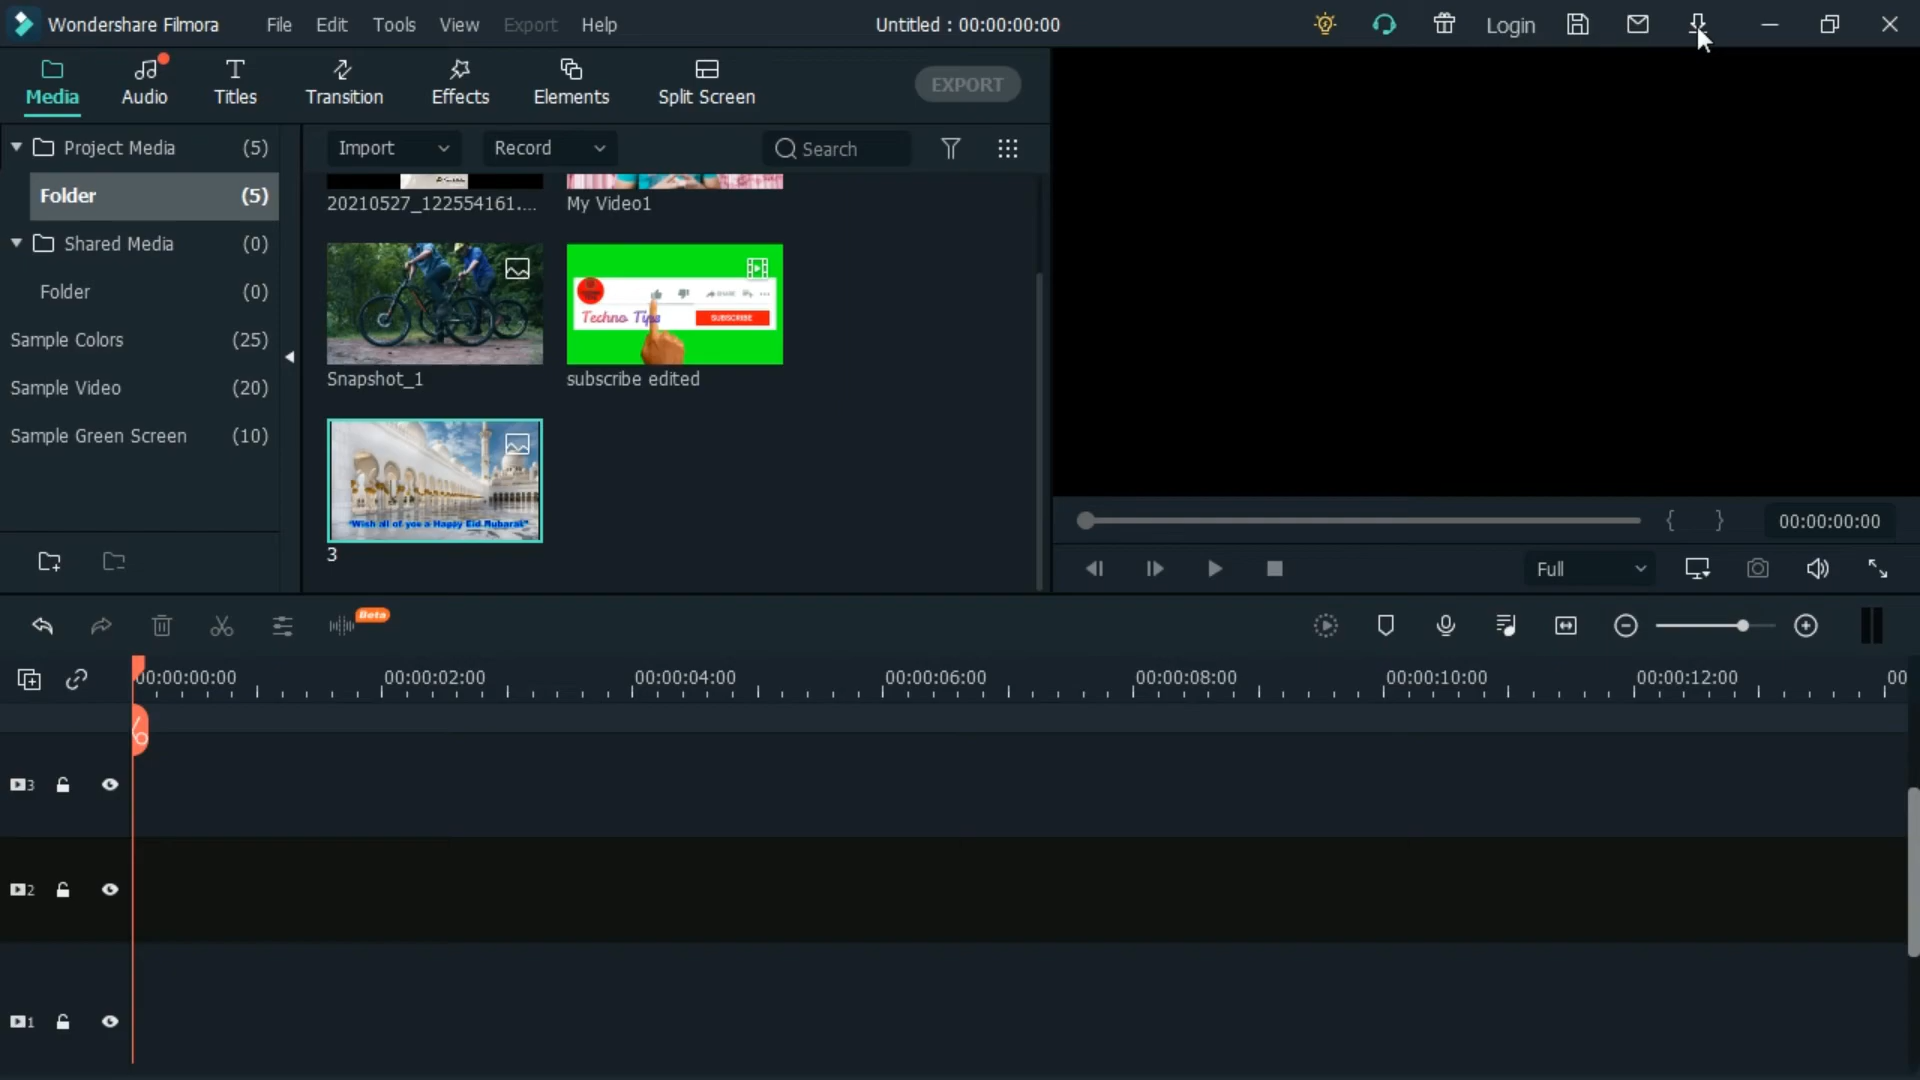 Wondershare Filmora File Edit Tools View Export Help Untitled : 00:00:00:00 Login
Media Audio Titles Transition Effects Elements Split Screen EXPORT
Project Media (5)
Folder (5)
Shared Media (0)
Folder (0)
Sample Colors (25)
Sample Video (20)
Sample Green Screen (10)
Import Record Search
20210527_122554161.... My Video1
Techno Tips SHARE SUBSCRIBE
Snapshot_1 subscribe edited
"Wish all of you a Happy Eid Mubarak"
3
{ } 00:00:00:00
Full
Beta
00:00:00:00 00:00:02:00 00:00:04:00 00:00:06:00 00:00:08:00 00:00:10:00 00:00:12:00 00
3
2
1